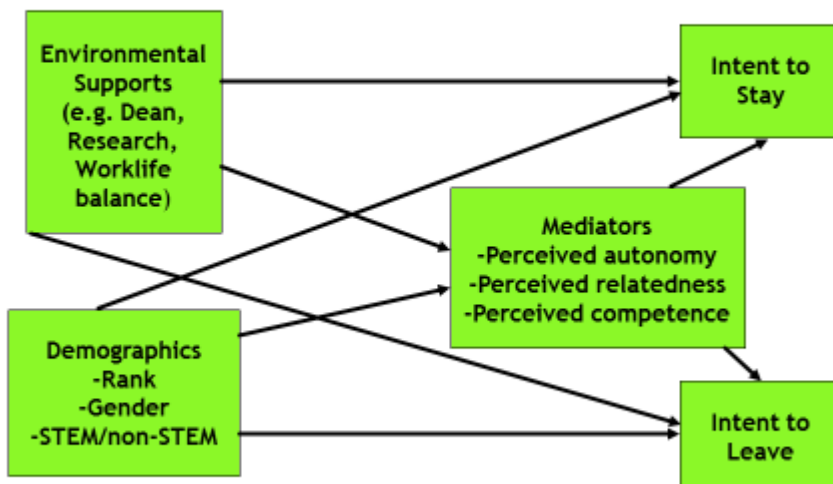 Environmental
Supports
(e.g. Dean,
Research,
Worklife
balance)
Intent to
Stay
Mediators
-Perceived autonomy
-Perceived relatedness
-Perceived competence
Demographics
-Rank
-Gender
-STEM/non-STEM
Intent to
Leave